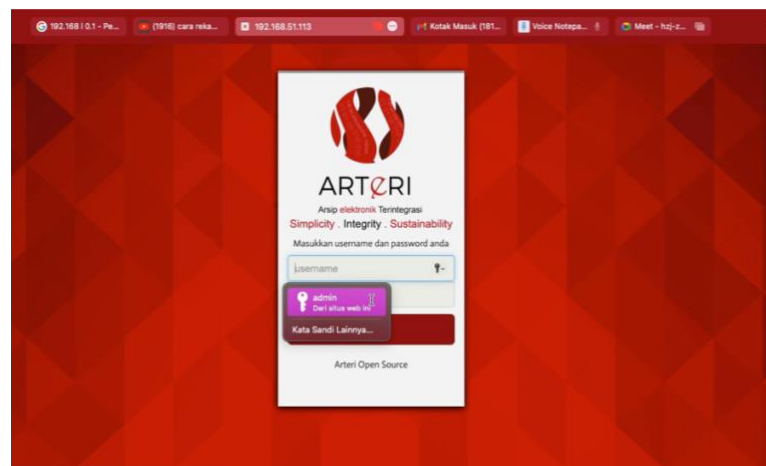 192.168 l 0.1 - Pe...
(1916) cara reka...
192.168.51.113
Kotak Masuk (181...
Voice Notepa...
Meet - hzj-z...
ARTERI
Arsip elektronik Terintegrasi
Simplicity . Integrity . Sustainability
Masukkan username dan password anda
username
admin
Dari situs web ini
Kata Sandi Lainnya...
Arteri Open Source